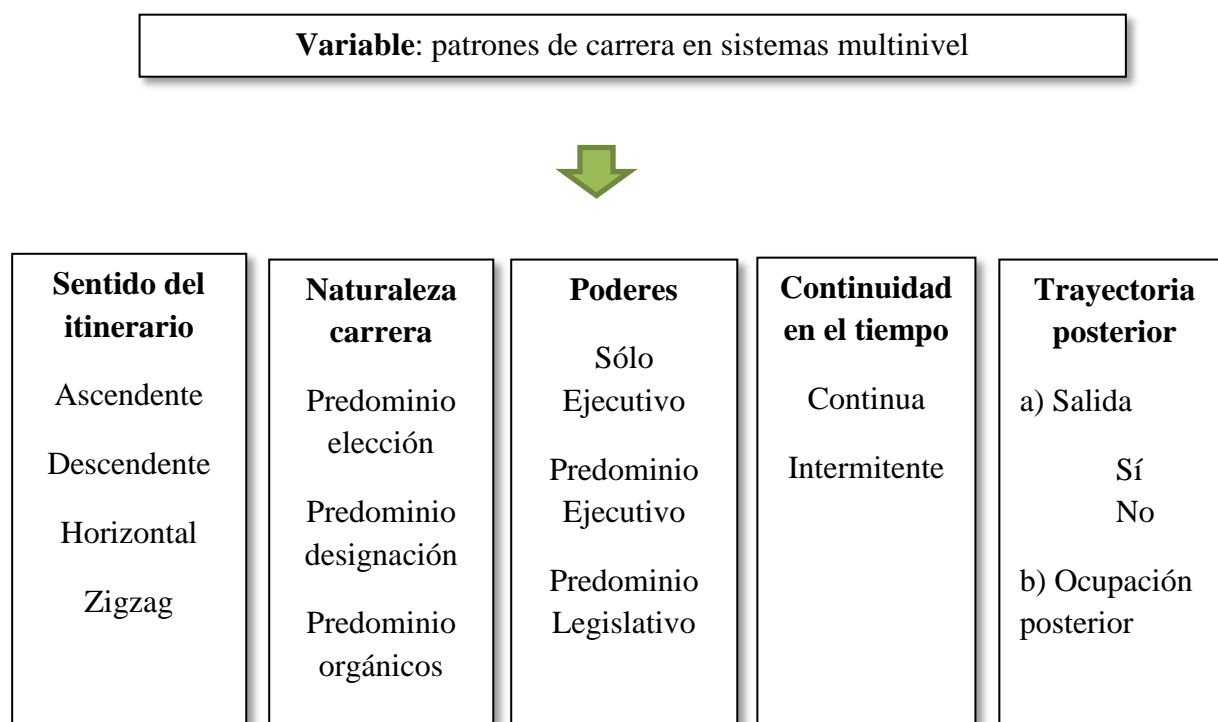 Variable: patrones de carrera en sistemas multinivel
Sentido del
itinerario
Ascendente
Descendente
Horizontal
Zigzag
Naturaleza
carrera
Predominio
elección
Predominio
designación
Predominio
orgánicos
Poderes
Sólo
Ejecutivo
Predominio
Ejecutivo
Predominio
Legislativo
Continuidad
en el tiempo
Continua
Intermitente
Trayectoria
posterior
a) Salida
Sí
No
b) Ocupación
posterior